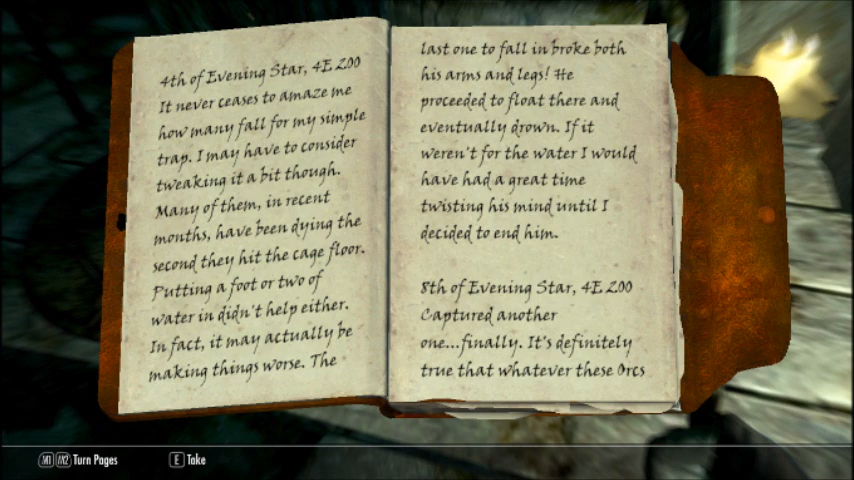 4th of Evening Star, 4E 200
It never ceases to amaze me
how many fall for my simple
trap. I may have to consider
tweaking it a bit though.
Many of them, in recent
months, have been dying the
second they hit the cage floor.
Putting a foot or two of
water in didn't help either.
In fact, it may actually be
making things worse. The
last one to fall in broke both
his arms and legs! He
proceeded to float there and
eventually drown. If it
weren't for the water I would
have had a great time
twisting his mind until I
decided to end him.
8th of Evening Star, 4E 200
Captured another
one...finally. It's definitely
true that whatever these Orcs
M1 M2 Turn Pages
E Take